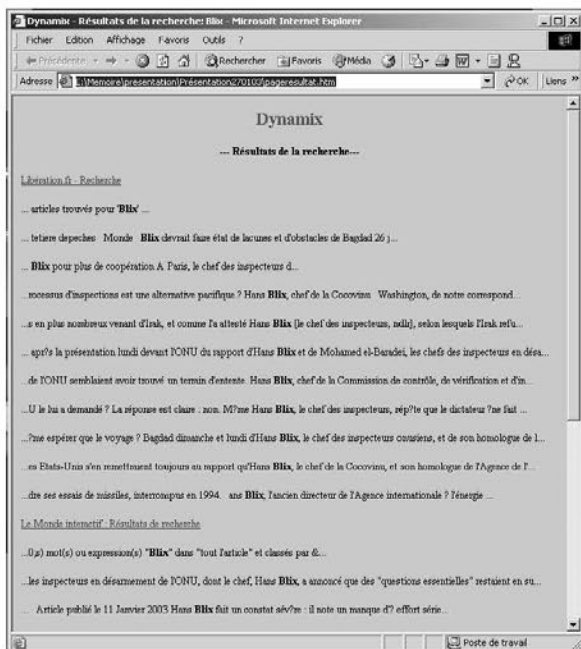 Dynamix - Résultats de la recherche: Blix - Microsoft Internet Explorer
Fichier Edition Affichage Favoris Outils ?
Précédente Rechercher Favoris Média
Adresse E:\Memoire\presentation\Présentation270103\pageresultat.htm OK Liens »
Dynamix
--- Résultats de la recherche---
Libération.fr - Recherche
... articles trouvés pour 'Blix' ...
... tetiere depeches Monde Blix devrait faire état de lacunes et d'obstacles de Bagdad 26 j...
... Blix pour plus de coopération A Paris, le chef des inspecteurs d...
...rocessus d'inspections est une alternative pacifique ? Hans Blix, chef de la Cocovinu Washington, de notre correspond...
...s en plus nombreux venant d'Irak, et comme l'a attesté Hans Blix [le chef des inspecteurs, ndlr], selon lesquels l'Irak refu...
... apr?s la présentation lundi devant l'ONU du rapport d'Hans Blix et de Mohamed el-Baradei, les chefs des inspecteurs en désa...
...de l'ONU semblaient avoir trouvé un terrain d'entente. Hans Blix, chef de la Commission de contrôle, de vérification et d'in...
...U le lui a demandé ? La réponse est claire : non. M?me Hans Blix, le chef des inspecteurs, rép?te que le dictateur ?ne fait ...
...?me espérer que le voyage ? Bagdad dimanche et lundi d'Hans Blix, le chef des inspecteurs onusiens, et de son homologue de l...
...es Etats-Unis s'en remettraient toujours au rapport qu'Hans Blix, le chef de la Cocovinu, et son homologue de l'Agence de l'...
...dre ses essais de missiles, interrompus en 1994. ans Blix, l'ancien directeur de l'Agence internationale ? l'énergie ...
Le Monde interactif : Résultats de recherche
...0,s) mot(s) ou expression(s) "Blix" dans "tout l'article" et classés par &...
...les inspecteurs en désarmement de l'ONU, dont le chef, Hans Blix, a annoncé que des "questions essentielles" restaient en su...
... Article publié le 11 Janvier 2003 Hans Blix fait un constat sév?re : il note un manque d'? effort série...
Poste de travail